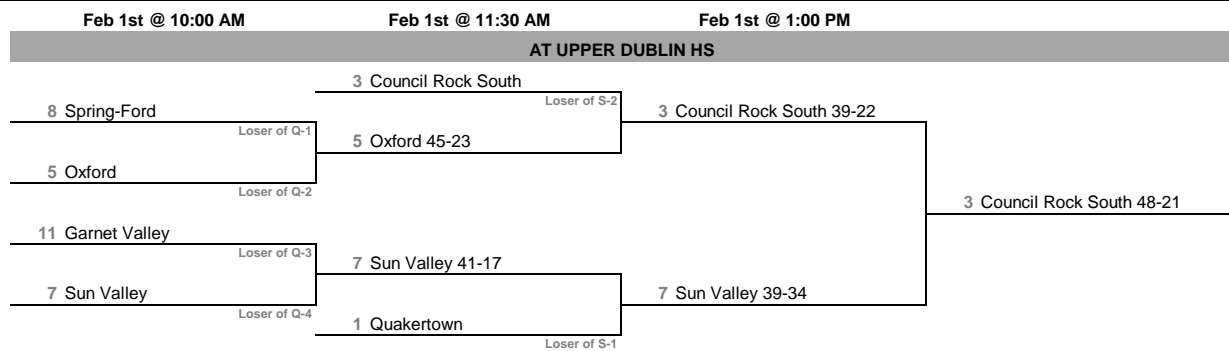 Feb 1st @ 10:00 AM Feb 1st @ 11:30 AM Feb 1st @ 1:00 PM
AT UPPER DUBLIN HS
3 Council Rock South
Loser of S-2
8 Spring-Ford 3 Council Rock South 39-22
Loser of Q-1
5 Oxford 45-23
5 Oxford
Loser of Q-2
3 Council Rock South 48-21
11 Garnet Valley
Loser of Q-3
7 Sun Valley 41-17
7 Sun Valley 7 Sun Valley 39-34
Loser of Q-4
1 Quakertown
Loser of S-1